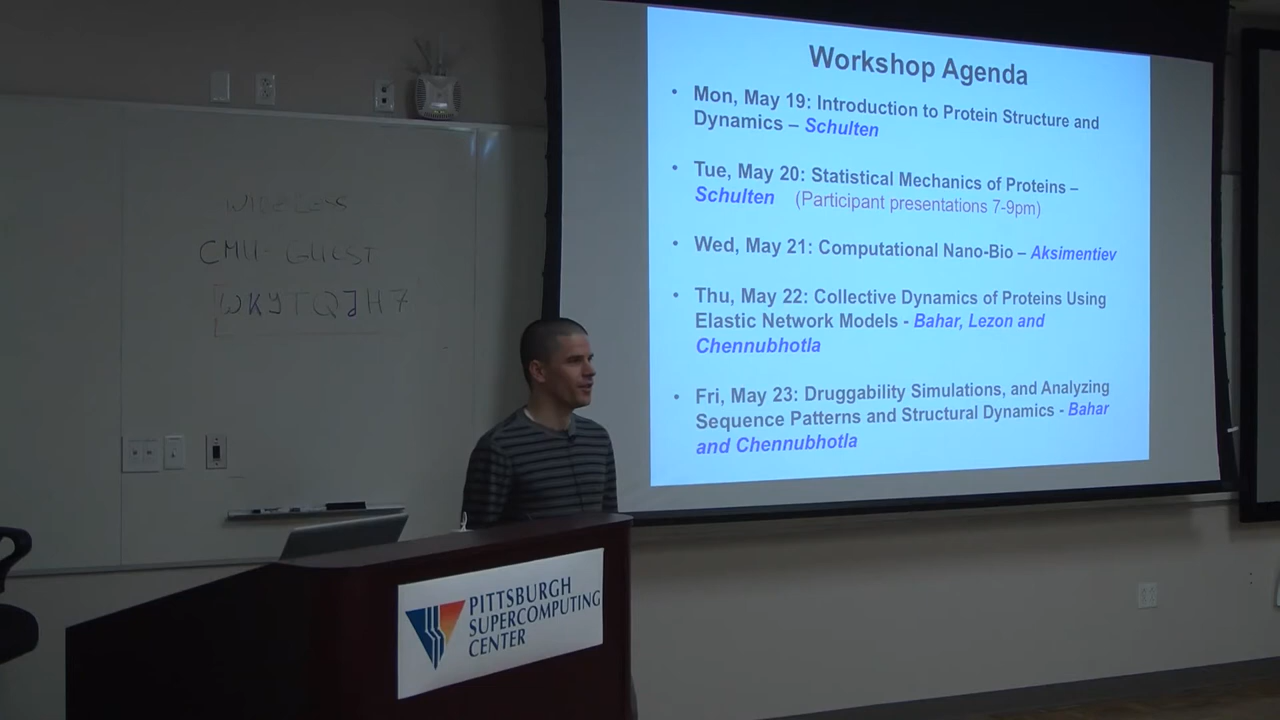 WIRELESS
CMU-GUEST
WKYTQJH7
Workshop Agenda
• Mon, May 19: Introduction to Protein Structure and
Dynamics – Schulten
• Tue, May 20: Statistical Mechanics of Proteins –
Schulten (Participant presentations 7-9pm)
• Wed, May 21: Computational Nano-Bio – Aksimentiev
• Thu, May 22: Collective Dynamics of Proteins Using
Elastic Network Models - Bahar, Lezon and
Chennubhotla
• Fri, May 23: Druggability Simulations, and Analyzing
Sequence Patterns and Structural Dynamics - Bahar
and Chennubhotla
PITTSBURGH
SUPERCOMPUTING
CENTER